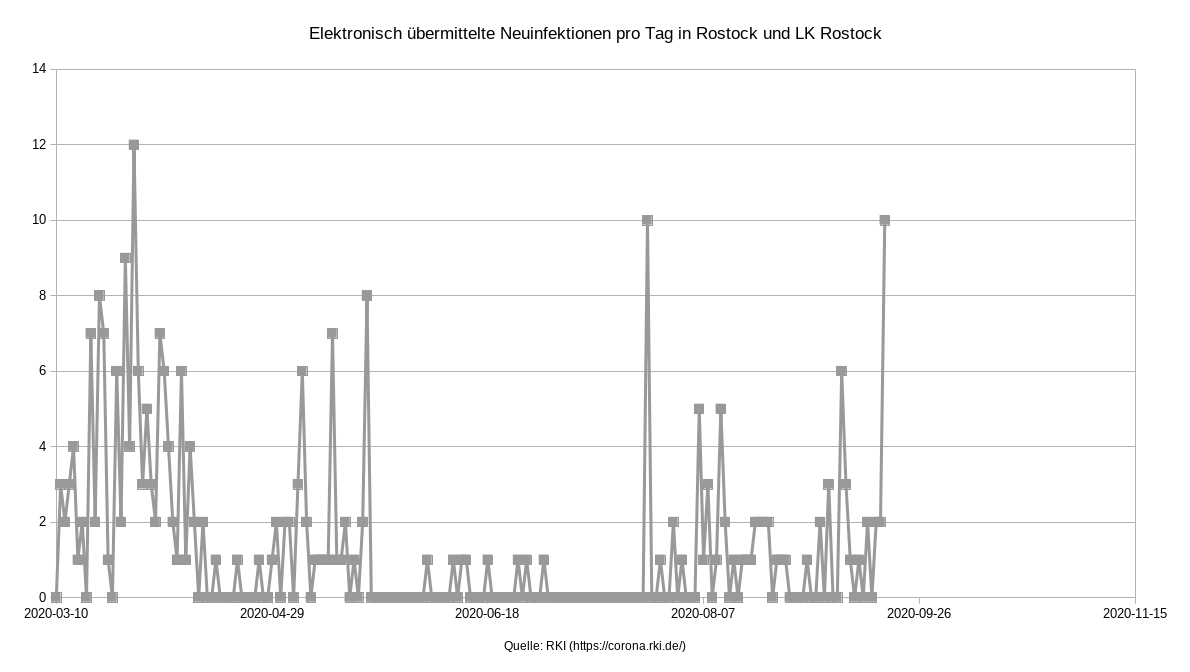 Elektronisch übermittelte Neuinfektionen pro Tag in Rostock und LK Rostock
14
12
10
8
6
4
2
0
2020-03-10 2020-04-29 2020-06-18 2020-08-07 2020-09-26 2020-11-15
Quelle: RKI (https://corona.rki.de/)